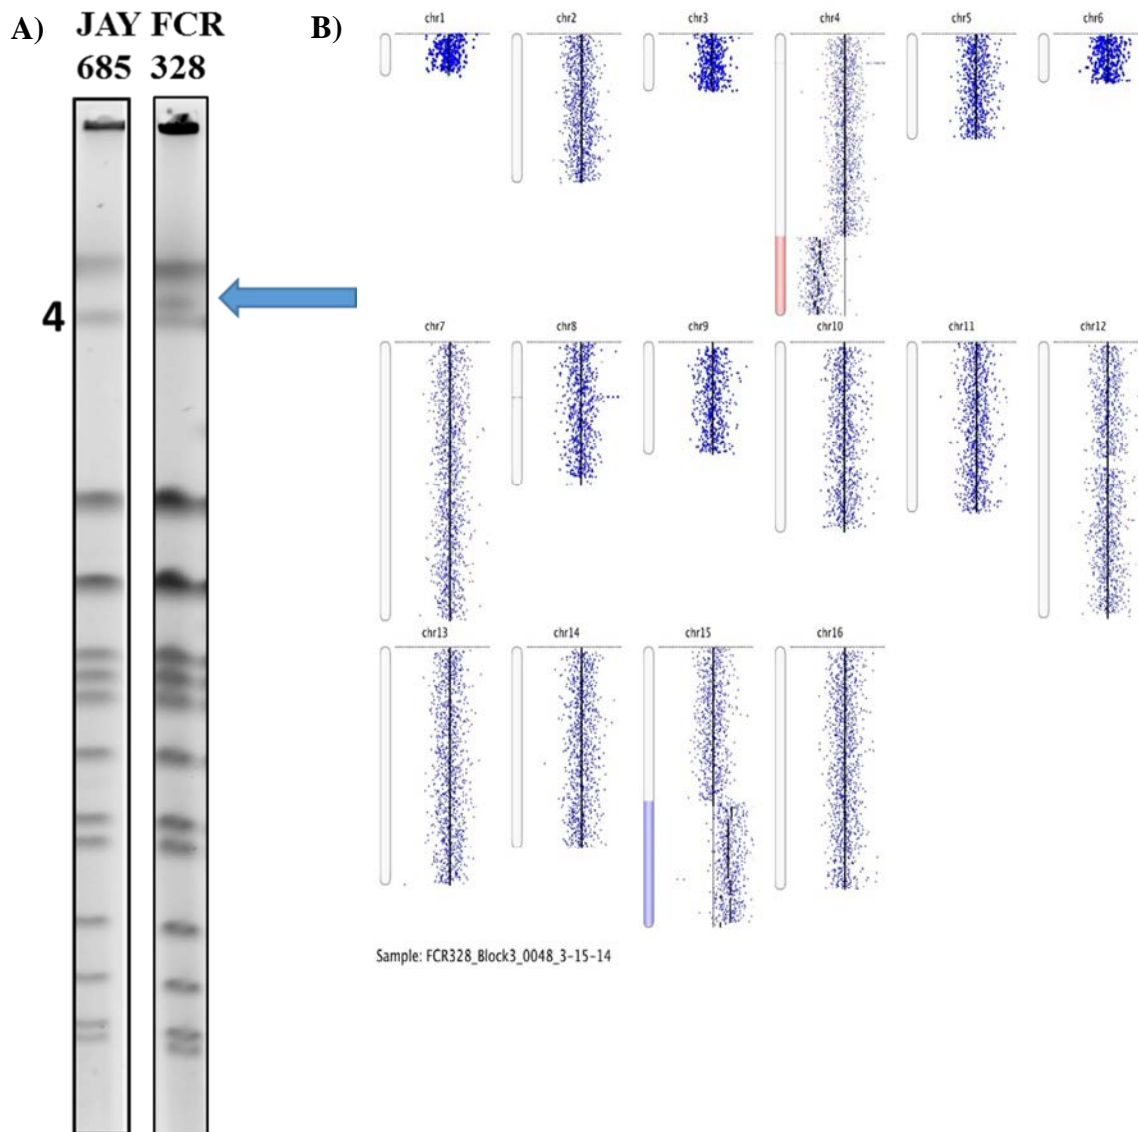 A)
JAY FCR
685 328
4
B)
chr1 chr2 chr3 chr4 chr5 chr6
chr7 chr8 chr9 chr10 chr11 chr12
chr13 chr14 chr15 chr16
Sample: FCR328_Block3_0048_3-15-14